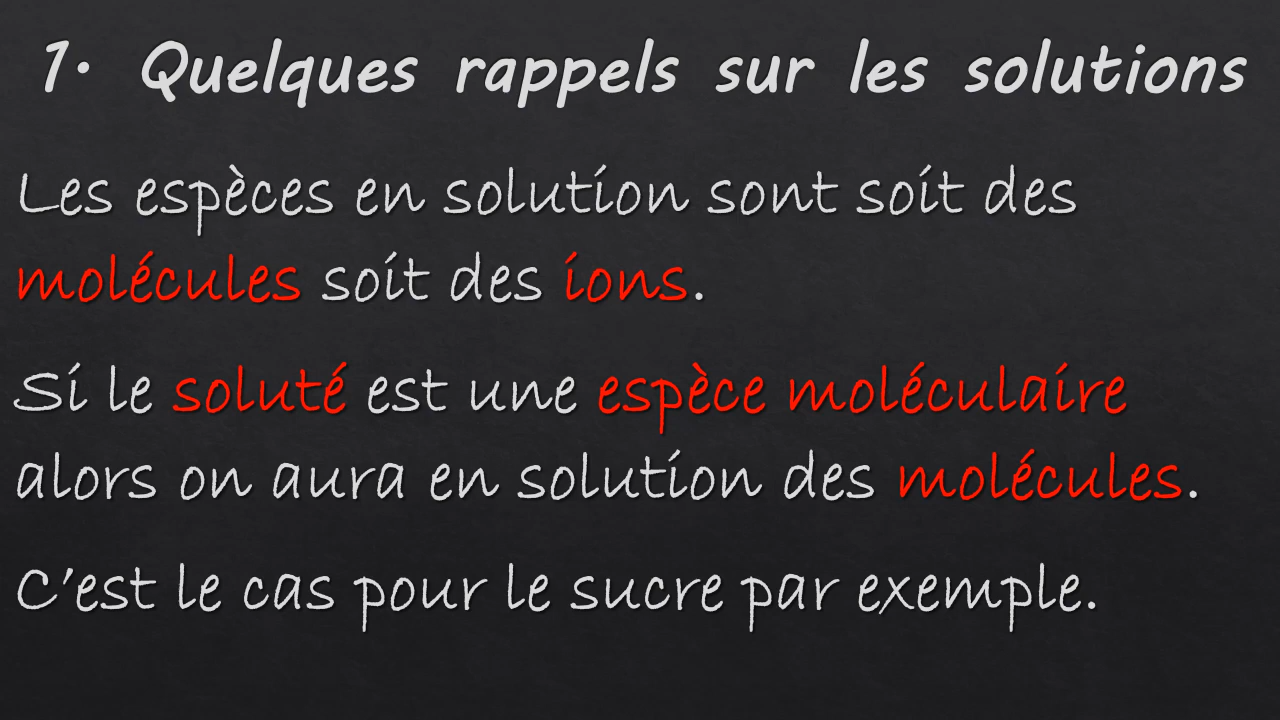 1. Quelques rappels sur les solutions
Les espèces en solution sont soit des
molécules soit des ions.
Si le soluté est une espèce moléculaire
alors on aura en solution des molécules.
C'est le cas pour le sucre par exemple.